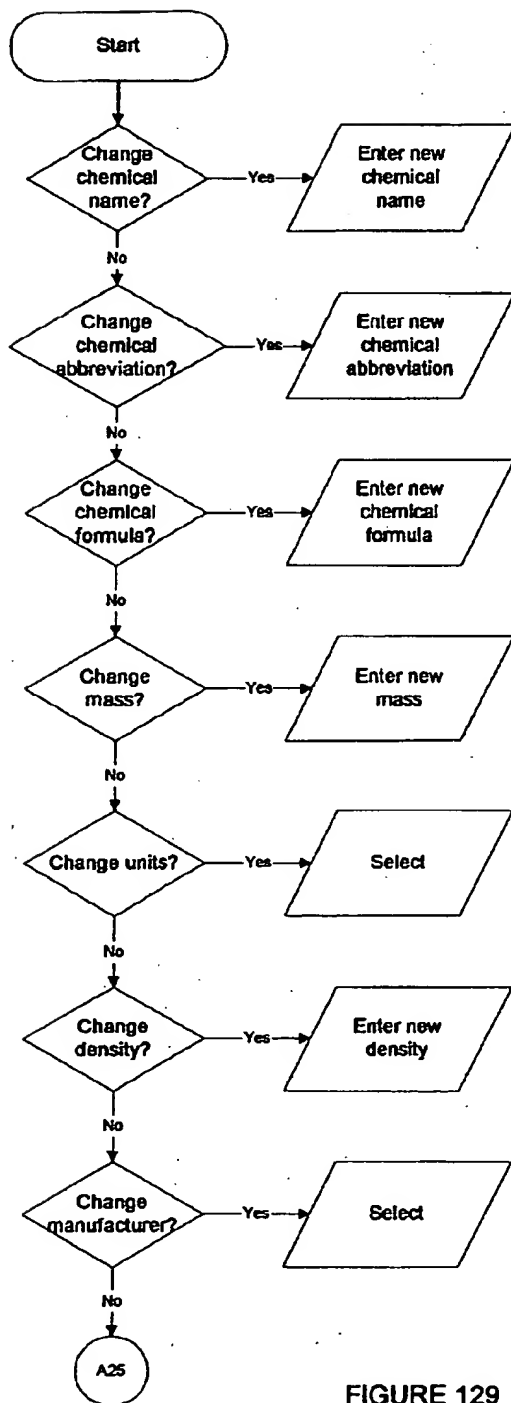 Start
Change
chemical
name?
Yes
Enter new
chemical
name
No
Change
chemical
abbreviation?
Yes
Enter new
chemical
abbreviation
No
Change
chemical
formula?
Yes
Enter new
chemical
formula
No
Change
mass?
Yes
Enter new
mass
No
Change units?
Yes
Select
No
Change
density?
Yes
Enter new
density
No
Change
manufacturer?
Yes
Select
No
A25
FIGURE 129